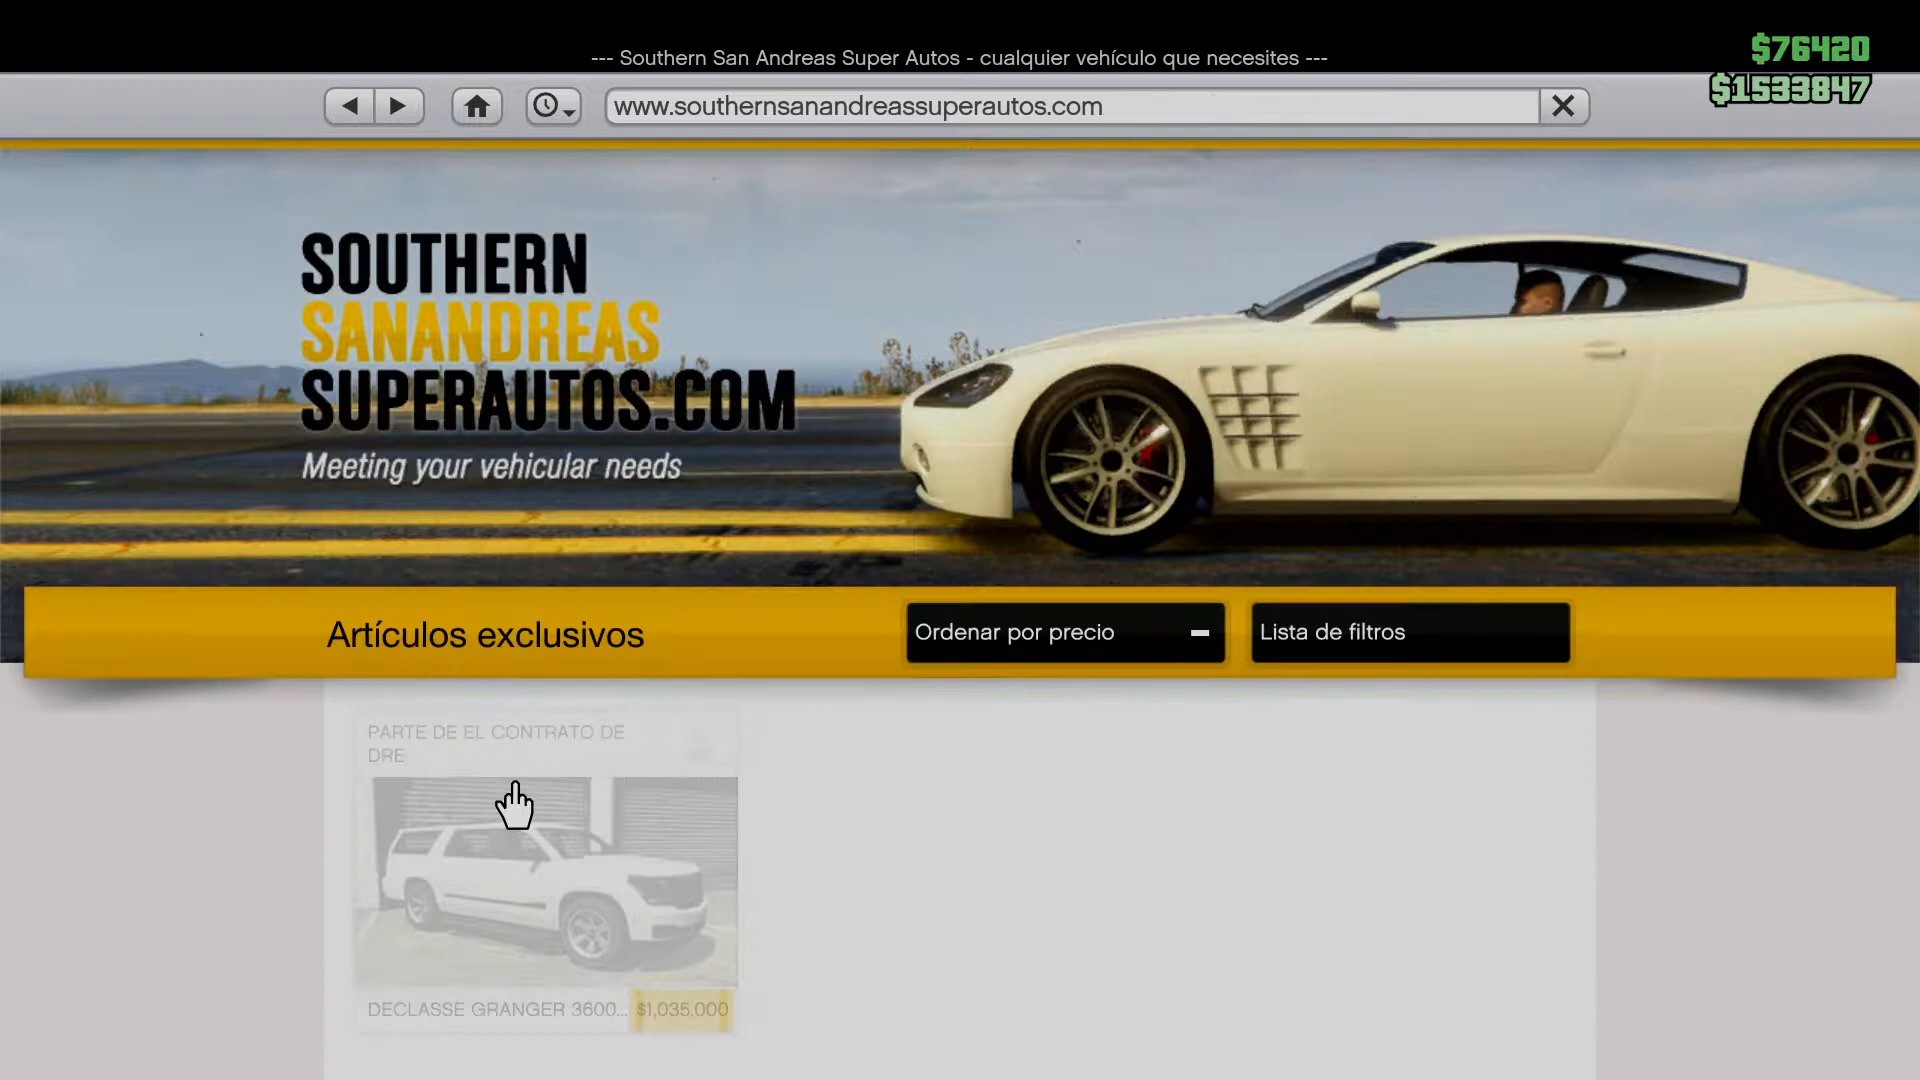 --- Southern San Andreas Super Autos - cualquier vehículo que necesites ---
$76420
$1533847
www.southernsanandreassuperautos.com
SOUTHERN
SANANDREAS
SUPERAUTOS.COM
Meeting your vehicular needs
Artículos exclusivos
Ordenar por precio
Lista de filtros
PARTE DE EL CONTRATO DE
DRE
DECLASSE GRANGER 3600...
$1,035.000